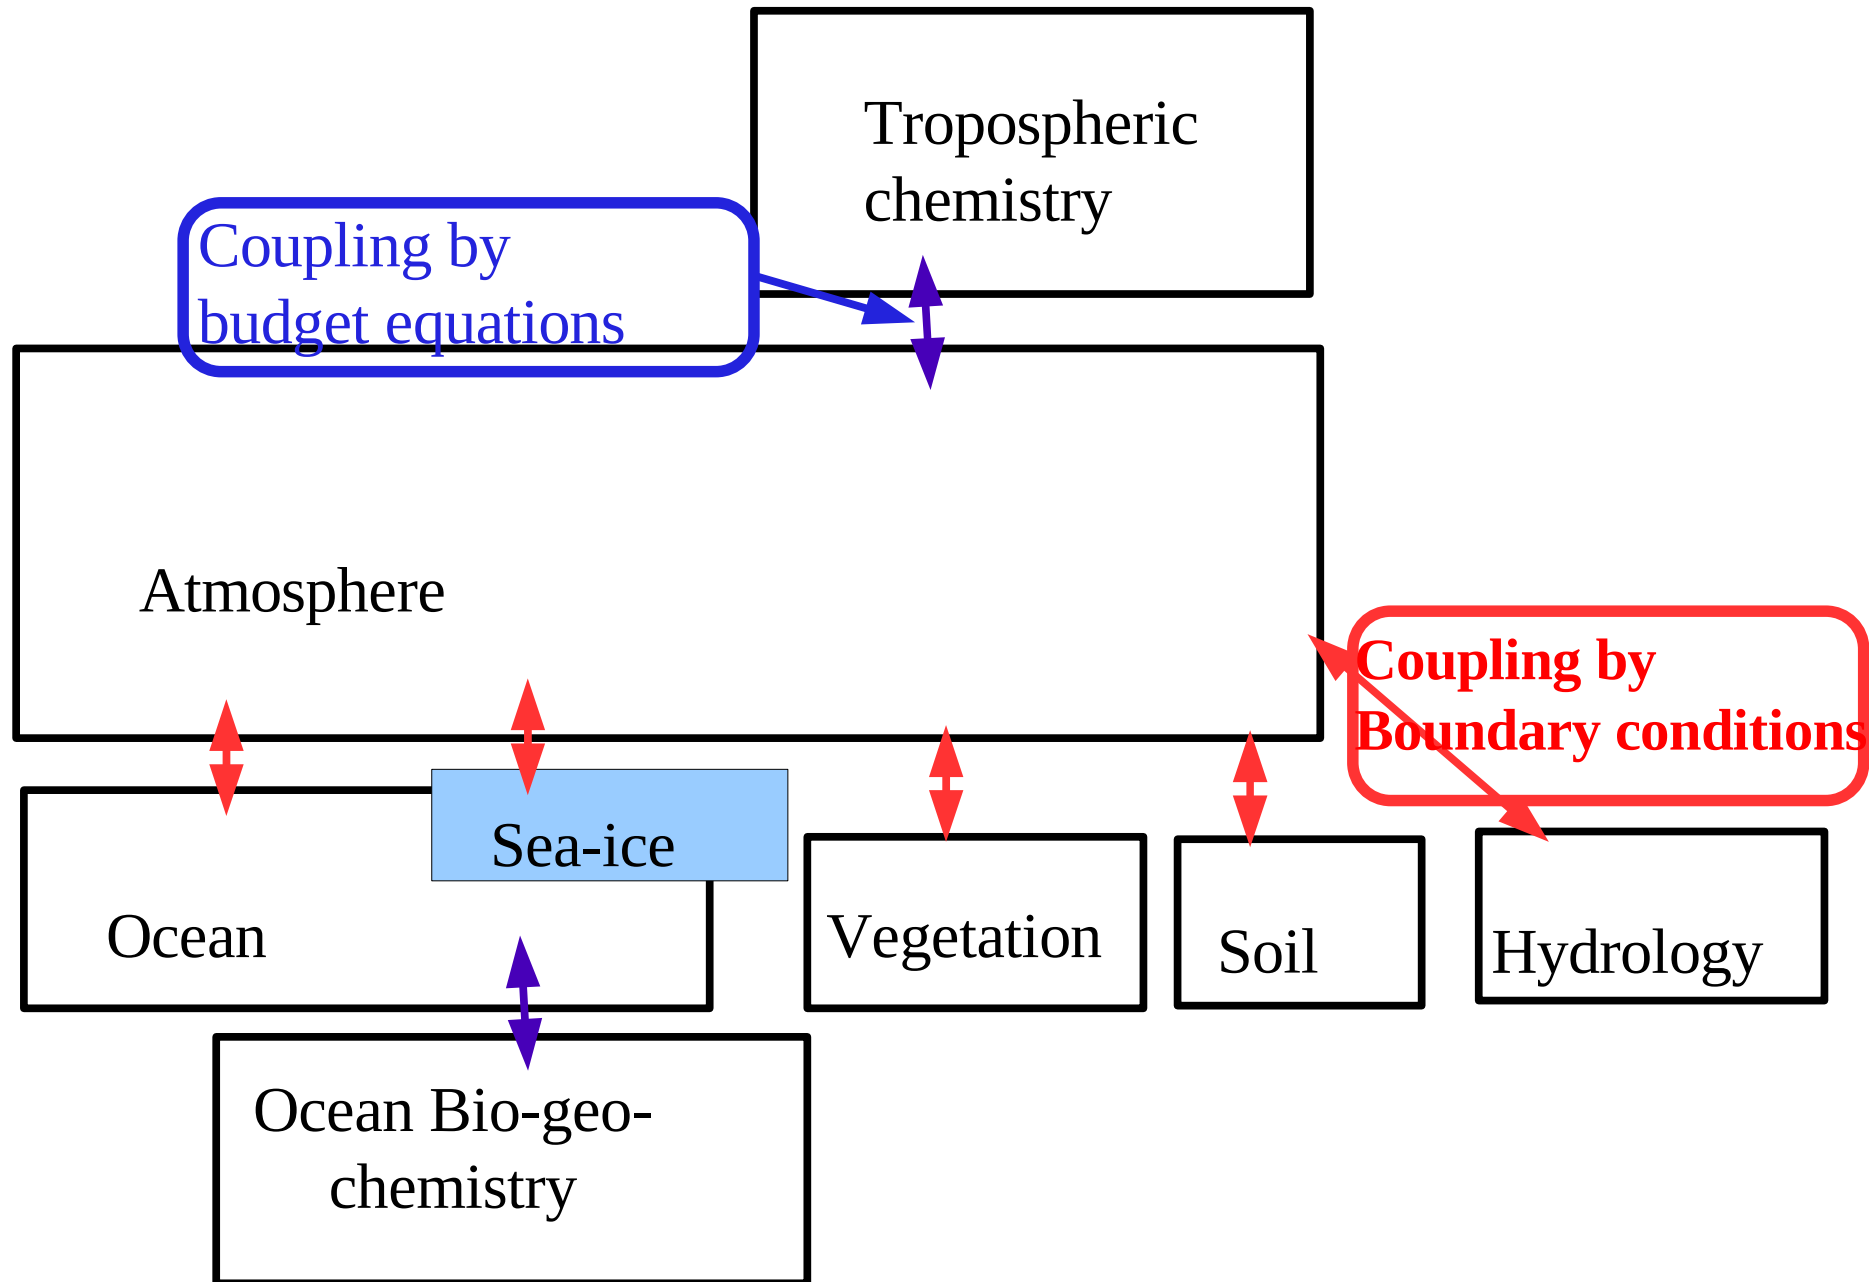 Tropospheric
chemistry
Coupling by
budget equations
Atmosphere
Coupling by
Boundary conditions
Sea-ice
Ocean
Vegetation
Soil
Hydrology
Ocean Bio-geo-
chemistry